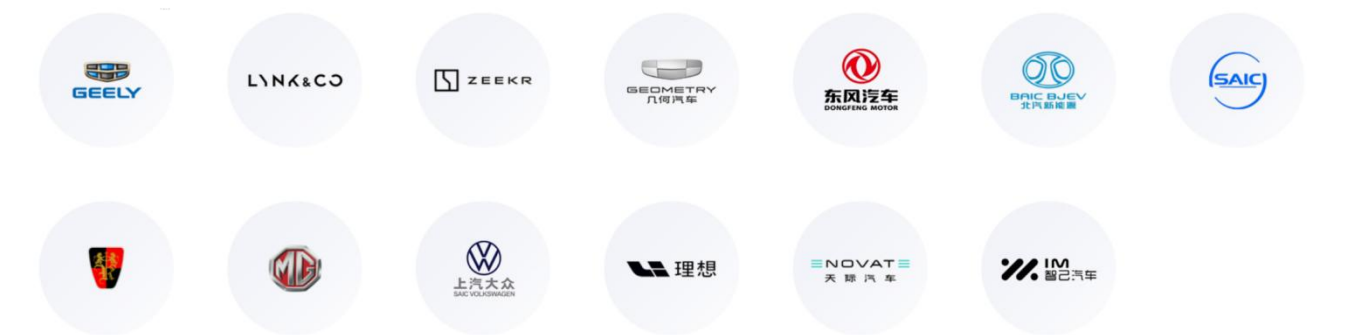 GEELY
LYNK&CO
ZEEKR
GEOMETRY
几何汽车
东风汽车
DONGFENG MOTOR
BAIC BJEV
北汽新能源
SAIC
MG
上汽大众
SAIC VOLKSWAGEN
理想
ENOVATE
天际汽车
IM
智己汽车